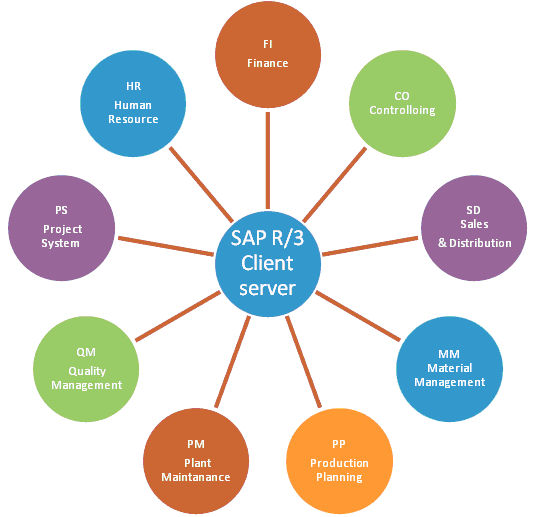 FI
Finance
CO
Controlloing
SD
Sales
& Distribution
MM
Material
Management
PP
Production
Planning
PM
Plant
Maintanance
QM
Quality
Management
PS
Project
System
HR
Human
Resource
SAP R/3
Client
server